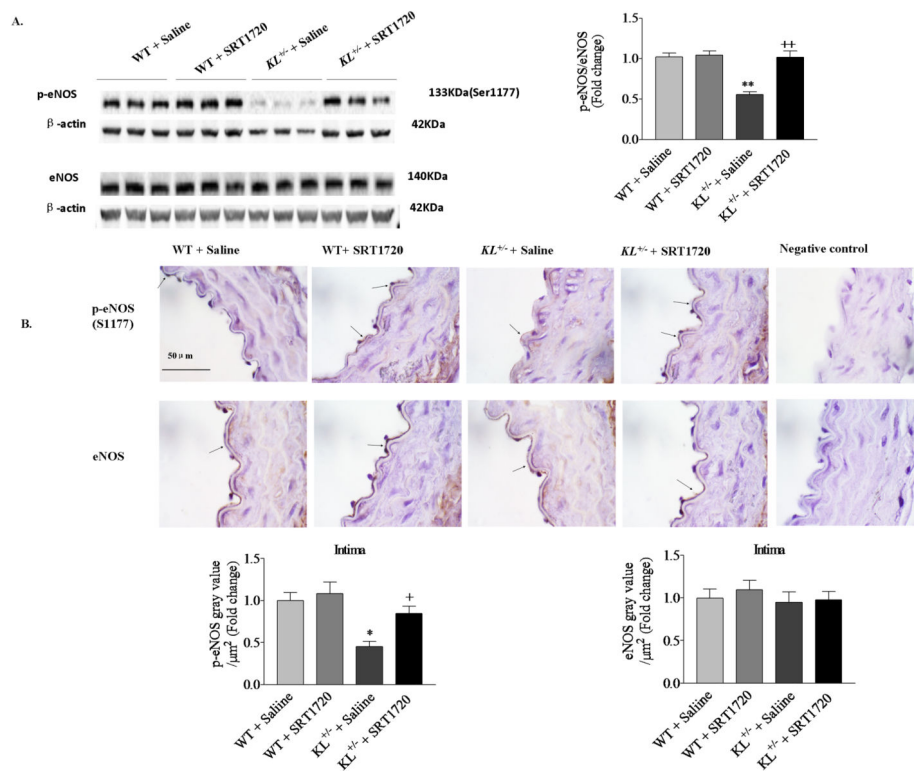 A.
WT + Saline
WT + SRT1720
KL+/- + Saline
KL+/- + SRT1720
p-eNOS
133KDa(Ser1177)
β -actin
42KDa
eNOS
140KDa
β -actin
42KDa
p-eNOS/eNOS
(Fold change)
1.5
1.0
0.5
0.0
**
++
WT + Saliine
WT + SRT1720
KL+/- + Saline
KL+/- + SRT1720
B.
WT + Saline
WT+ SRT1720
KL+/- + Saline
KL+/- + SRT1720
Negative control
p-eNOS
(S1177)
50μm
eNOS
Intima
p-eNOS gray value
/μm² (Fold change)
1.5
1.0
0.5
0.0
*
+
WT + Saliine
WT + SRT1720
KL+/- + Saline
KL+/- + SRT1720
Intima
eNOS gray value
/μm² (Fold change)
1.5
1.0
0.5
0.0
WT + Saliine
WT + SRT1720
KL+/- + Saline
KL+/- + SRT1720